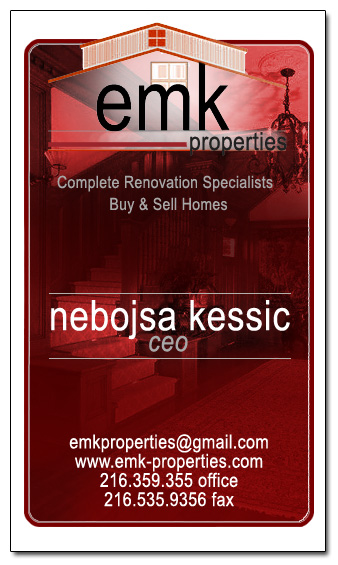 emk
properties
Complete Renovation Specialists
Buy & Sell Homes
nebojsa kessic
ceo
emkproperties@gmail.com
www.emk-properties.com
216.359.355 office
216.535.9356 fax